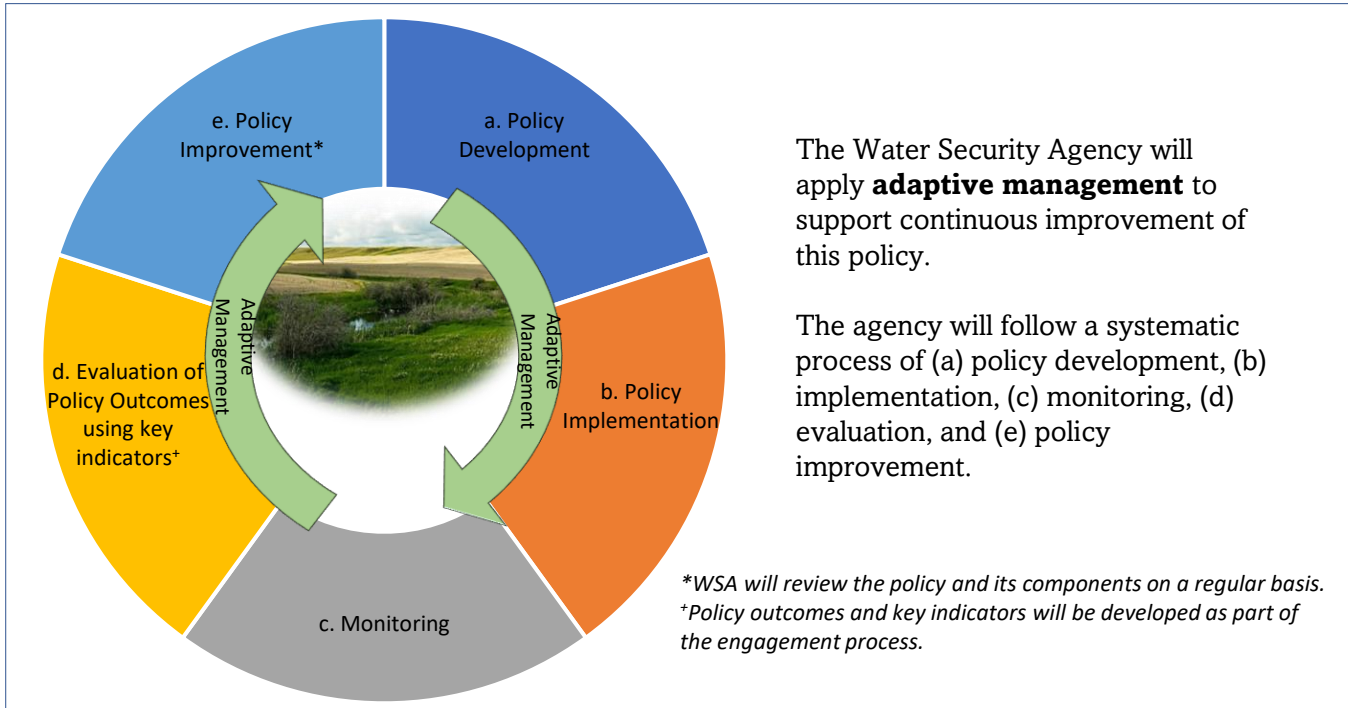 e. Policy
Improvement*
a. Policy
Development
Adaptive
Management
Adaptive
Management
d. Evaluation of
Policy Outcomes
using key
indicators⁺
b. Policy
Implementation
c. Monitoring
The Water Security Agency will
apply adaptive management to
support continuous improvement of
this policy.
The agency will follow a systematic
process of (a) policy development, (b)
implementation, (c) monitoring, (d)
evaluation, and (e) policy
improvement.
*WSA will review the policy and its components on a regular basis.
⁺Policy outcomes and key indicators will be developed as part of
the engagement process.